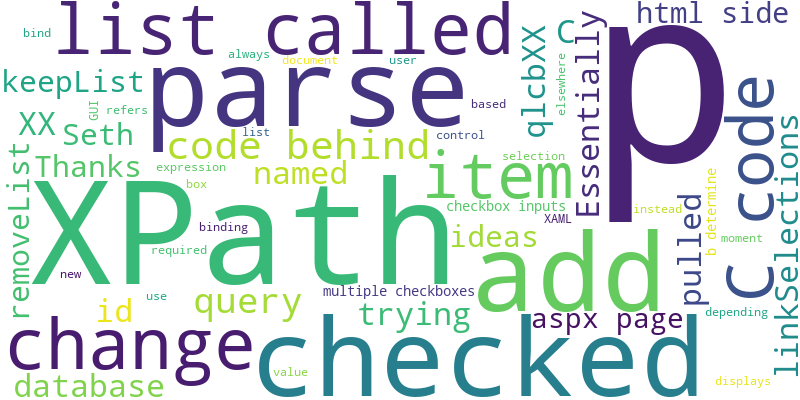 bind
list called
html side
always
document
user
C
p
keepList
GUI
refers
parse
based
qlcbXX
elsewhere
Essentially
C code
XX
Seth
code behind
list
control
linkSelections
removeList
Thanks
expression
named
item
selection
b determine
XPath
box
checkbox inputs
instead
pulled
XAML
binding
ideas
add
moment
required
new
use
id
query
multiple checkboxes
trying
aspx page
depending
change
checked
database
value
displays